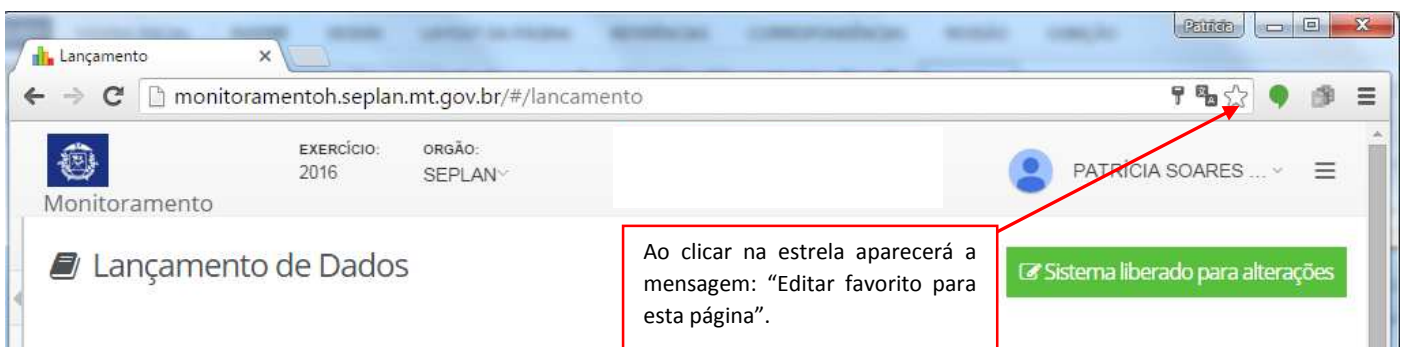 Patrícia
Lançamento
monitoramentoh.seplan.mt.gov.br/#/lancamento
EXERCÍCIO: ORGÃO:
2016 SEPLAN
PATRÍCIA SOARES ...
Monitoramento
Lançamento de Dados
Sistema liberado para alterações
Ao clicar na estrela aparecerá a
mensagem: “Editar favorito para
esta página”.